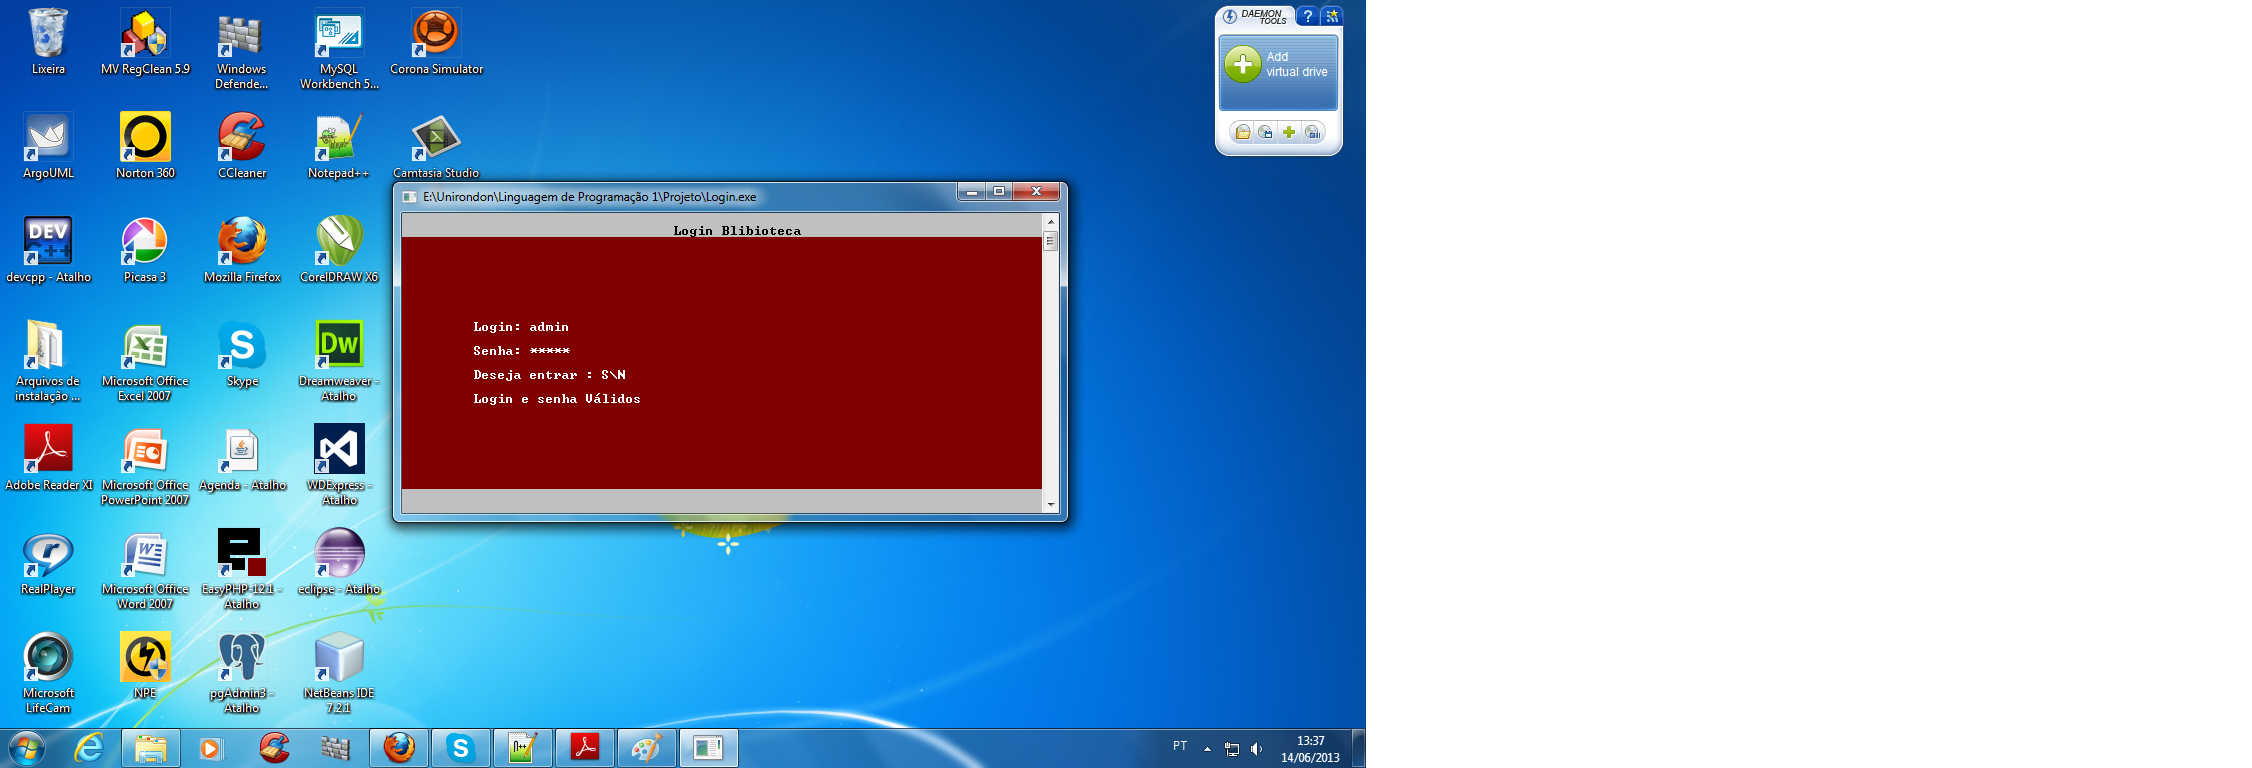 Lixeira
MV RegClean 5.9
Windows
Defende...
MySQL
Workbench 5...
Corona Simulator
ArgoUML
Norton 360
CCleaner
Notepad++
Camtasia Studio
DEV
C++
devcpp - Atalho
Picasa 3
Mozilla Firefox
CorelDRAW X6
Arquivos de
instalação ...
Microsoft Office
Excel 2007
Skype
Dw
Dreamweaver -
Atalho
Adobe Reader XI
Microsoft Office
PowerPoint 2007
Agenda - Atalho
WDExpress -
Atalho
RealPlayer
Microsoft Office
Word 2007
EasyPHP-12.1 -
Atalho
eclipse - Atalho
Microsoft
LifeCam
NPE
pgAdmin3 -
Atalho
NetBeans IDE
7.2.1
DAEMON
TOOLS
?
Add
virtual drive
E:\Unirondon\Linguagem de Programação 1\Projeto\Login.exe
Login Blibioteca
Login: admin
Senha: *****
Deseja entrar : S\N
Login e senha Válidos
PT
13:37
14/06/2013